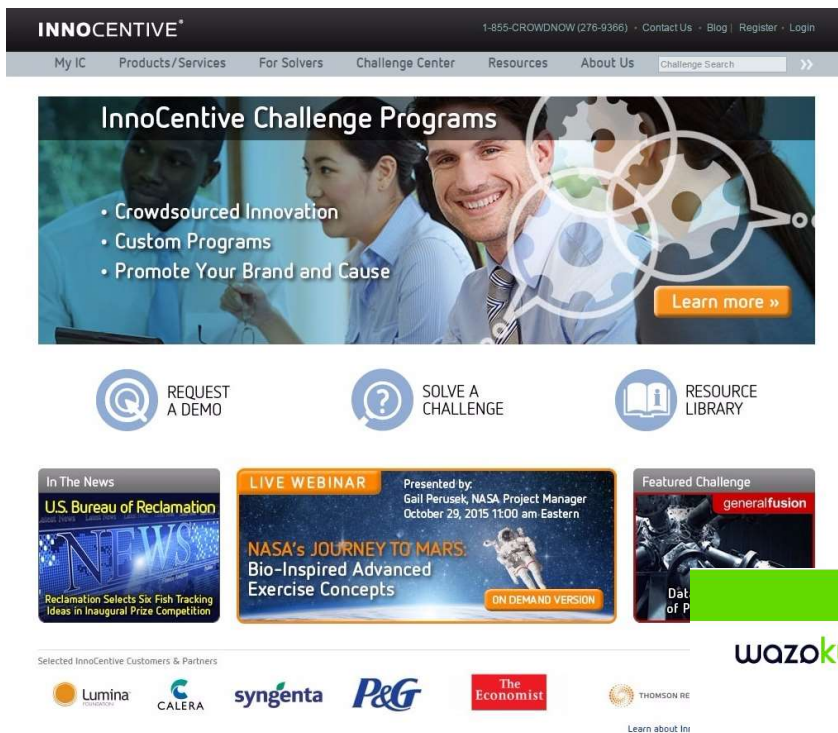 INNOCENTIVE®
1-855-CROWDNOW (276-9366) • Contact Us • Blog | Register • Login
My IC Products/Services For Solvers Challenge Center Resources About Us Challenge Search
InnoCentive Challenge Programs
• Crowdsourced Innovation
• Custom Programs
• Promote Your Brand and Cause
Learn more »
REQUEST
A DEMO
SOLVE A
CHALLENGE
RESOURCE
LIBRARY
In The News
U.S. Bureau of Reclamation
NEWS
Reclamation Selects Six Fish Tracking
Ideas in Inaugural Prize Competition
LIVE WEBINAR
Presented by:
Gail Perusek, NASA Project Manager
October 29, 2015 11:00 am Eastern
NASA's JOURNEY TO MARS:
Bio-Inspired Advanced
Exercise Concepts
ON DEMAND VERSION
Featured Challenge
generalfusion
of
Selected InnoCentive Customers & Partners
Lumina
FOUNDATION
CALERA
syngenta
P&G
The
Economist
THOMSON RE
Learn about